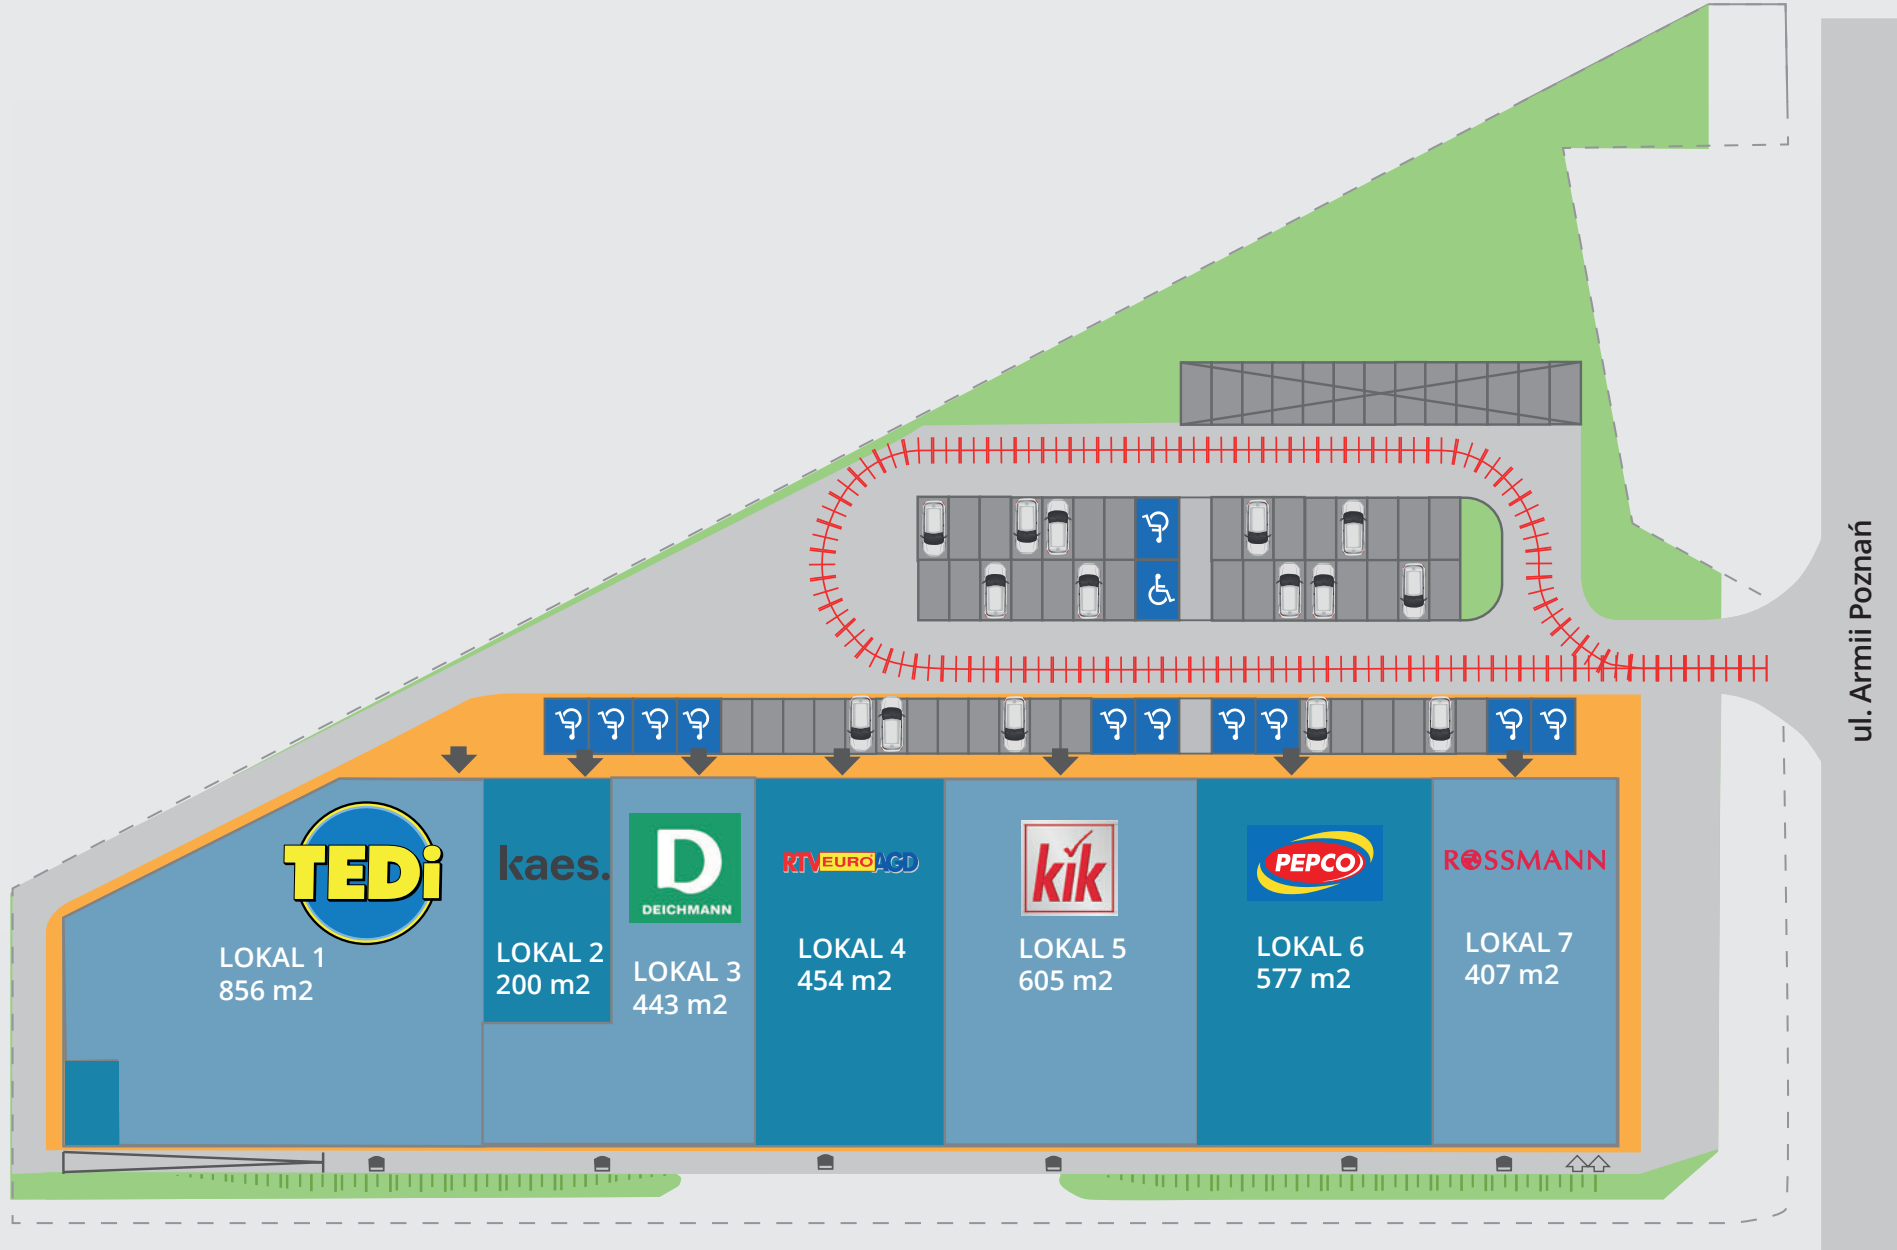 ul. Armii Poznań
TEDi
LOKAL 1
856 m2
kaes.
LOKAL 2
200 m2
D
DEICHMANN
LOKAL 3
443 m2
RTV EURO AGD
LOKAL 4
454 m2
kik
LOKAL 5
605 m2
PEPCO
LOKAL 6
577 m2
ROSSMANN
LOKAL 7
407 m2